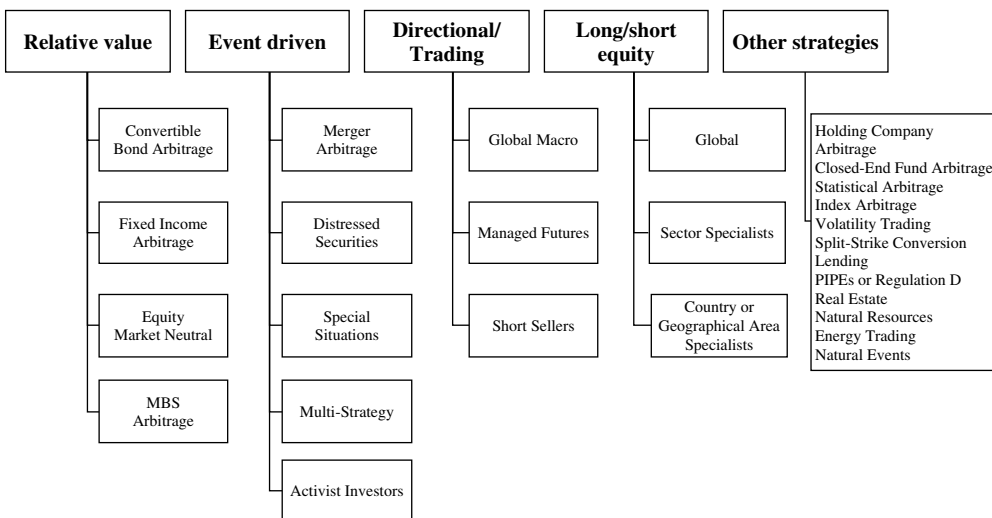 Relative value
Event driven
Directional/
Trading
Long/short
equity
Other strategies
Convertible
Bond Arbitrage
Fixed Income
Arbitrage
Equity
Market Neutral
MBS
Arbitrage
Merger
Arbitrage
Distressed
Securities
Special
Situations
Multi-Strategy
Activist Investors
Global Macro
Managed Futures
Short Sellers
Global
Sector Specialists
Country or
Geographical Area
Specialists
Holding Company
Arbitrage
Closed-End Fund Arbitrage
Statistical Arbitrage
Index Arbitrage
Volatility Trading
Split-Strike Conversion
Lending
PIPEs or Regulation D
Real Estate
Natural Resources
Energy Trading
Natural Events